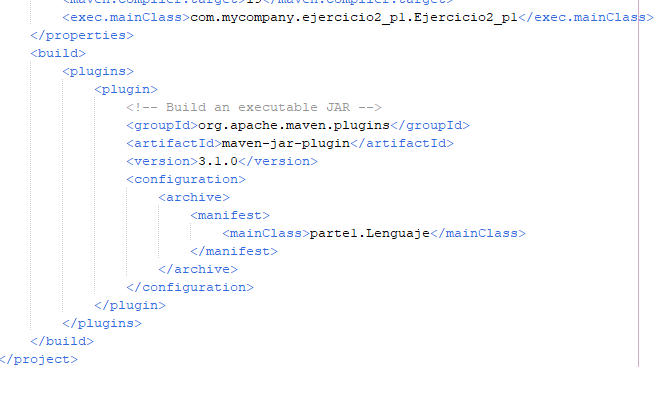 <maven.compiler.target>19</maven.compiler.target>
<exec.mainClass>com.mycompany.ejercicio2_p1.Ejercicio2_p1</exec.mainClass>
</properties>
<build>
<plugins>
<plugin>
<!-- Build an executable JAR -->
<groupId>org.apache.maven.plugins</groupId>
<artifactId>maven-jar-plugin</artifactId>
<version>3.1.0</version>
<configuration>
<archive>
<manifest>
<mainClass>parte1.Lenguaje</mainClass>
</manifest>
</archive>
</configuration>
</plugin>
</plugins>
</build>
</project>